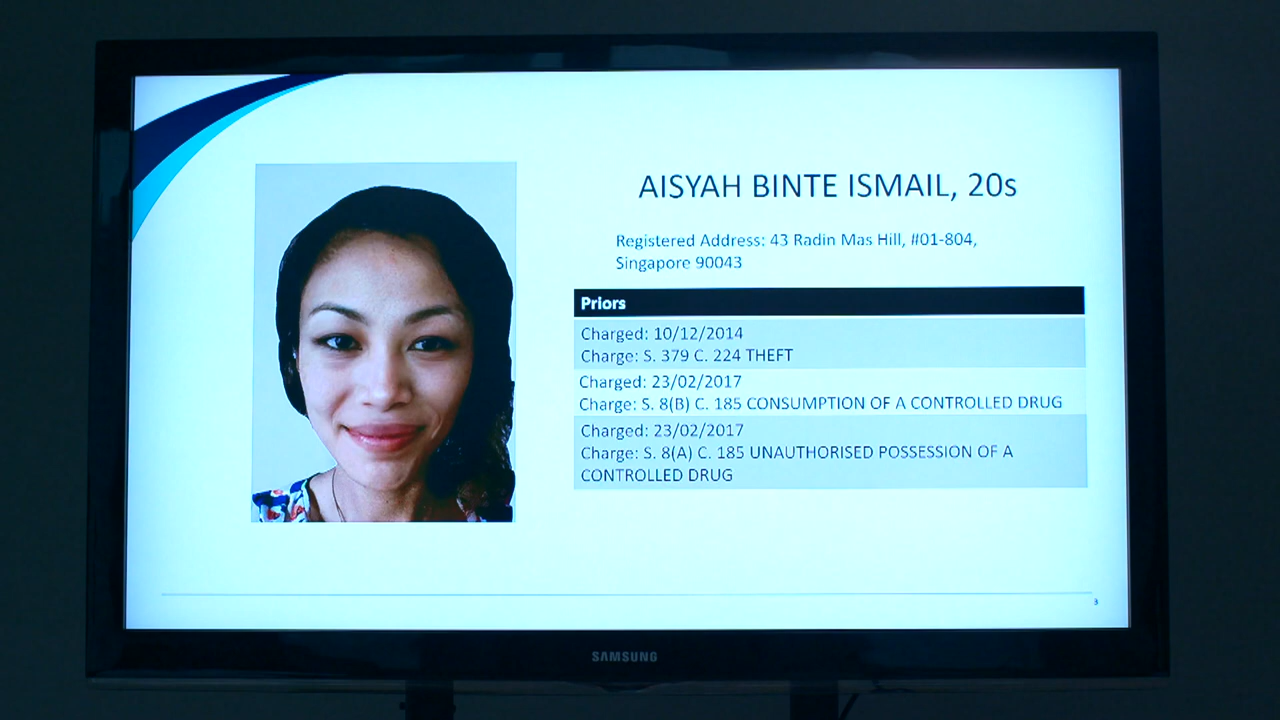 AISYAH BINTE ISMAIL, 20s
Registered Address: 43 Radin Mas Hill, #01-804,
Singapore 90043
Priors
Charged: 10/12/2014
Charge: S. 379 C. 224 THEFT
Charged: 23/02/2017
Charge: S. 8(B) C. 185 CONSUMPTION OF A CONTROLLED DRUG
Charged: 23/02/2017
Charge: S. 8(A) C. 185 UNAUTHORISED POSSESSION OF A
CONTROLLED DRUG
3
SAMSUNG